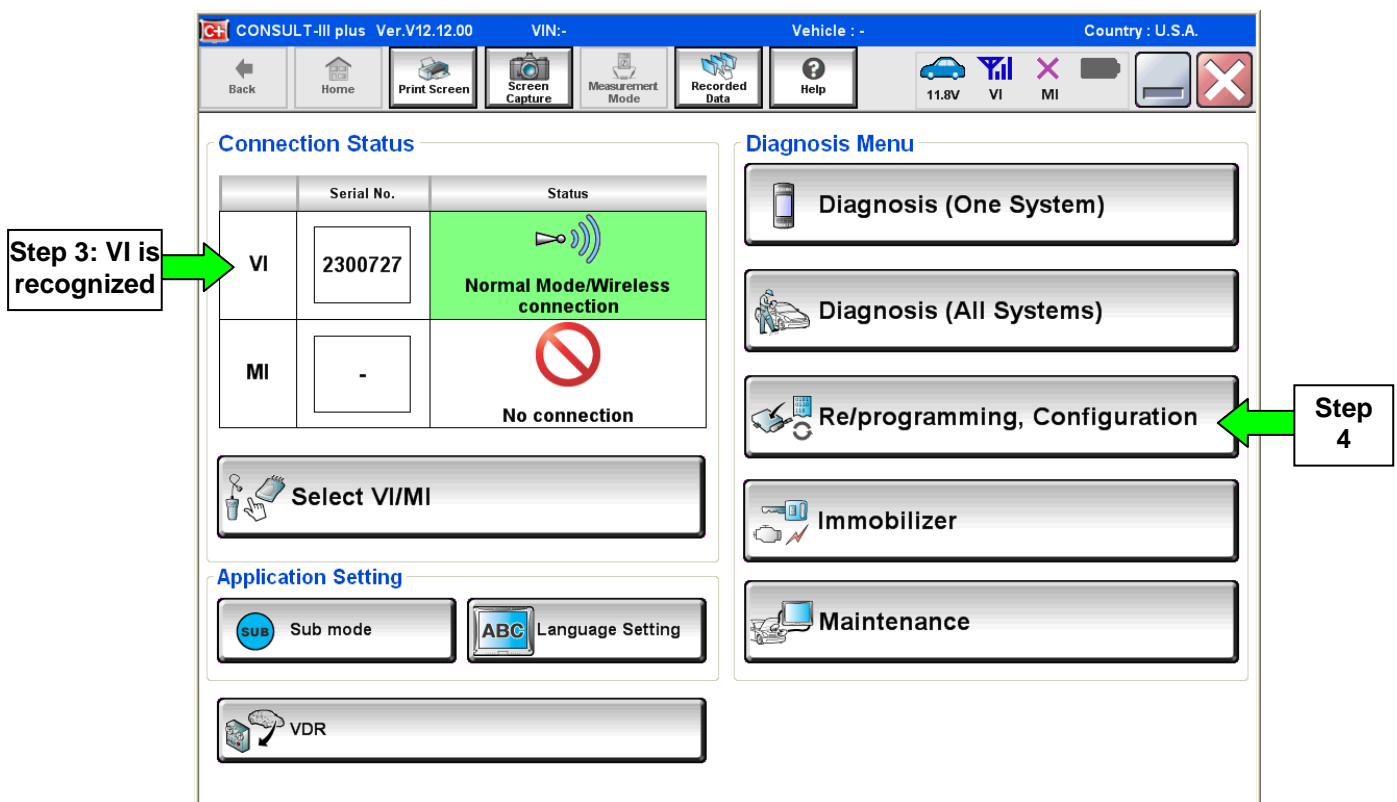 C+ CONSULT-III plus Ver.V12.12.00 VIN:- Vehicle : - Country : U.S.A.
Back
Home
Print Screen
Screen
Capture
Measurement
Mode
Recorded
Data
Help
11.8V
VI
MI
Connection Status
Serial No. Status
VI
2300727
Normal Mode/Wireless
connection
MI
-
No connection
Select VI/MI
Application Setting
SUB Sub mode
ABC Language Setting
VDR
Diagnosis Menu
Diagnosis (One System)
Diagnosis (All Systems)
Re/programming, Configuration
Immobilizer
Maintenance
Step 3: VI is
recognized
Step
4